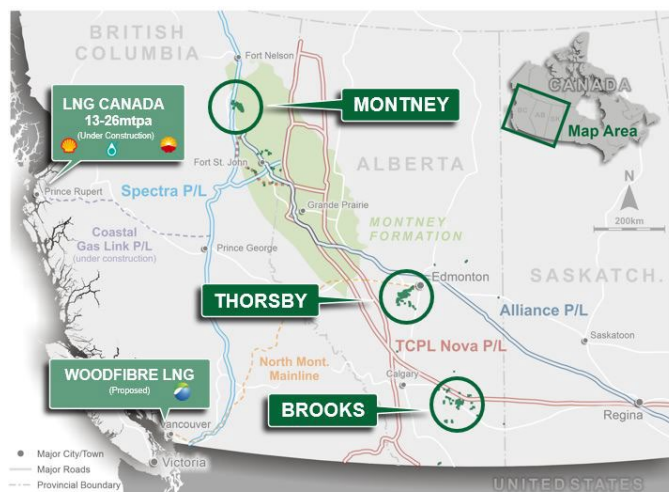 BRITISH
COLUMBIA
Fort Nelson
LNG CANADA
13-26mtpa
(Under Construction)
MONTNEY
CANADA
BC
AB
SK
Map Area
Fort St. John
ALBERTA
N
200km
Prince Rupert
Spectra P/L
Grande Prairie
MONTNEY
FORMATION
Coastal
Gas Link P/L
(under construction)
Prince George
SASKATCH.
Edmonton
THORSBY
Alliance P/L
Saskatoon
TCPL Nova P/L
North Mont.
Mainline
WOODFIBRE LNG
(Proposed)
Calgary
BROOKS
Regina
Vancouver
Victoria
Major City/Town
Major Roads
Provincial Boundary
UNITED STATES